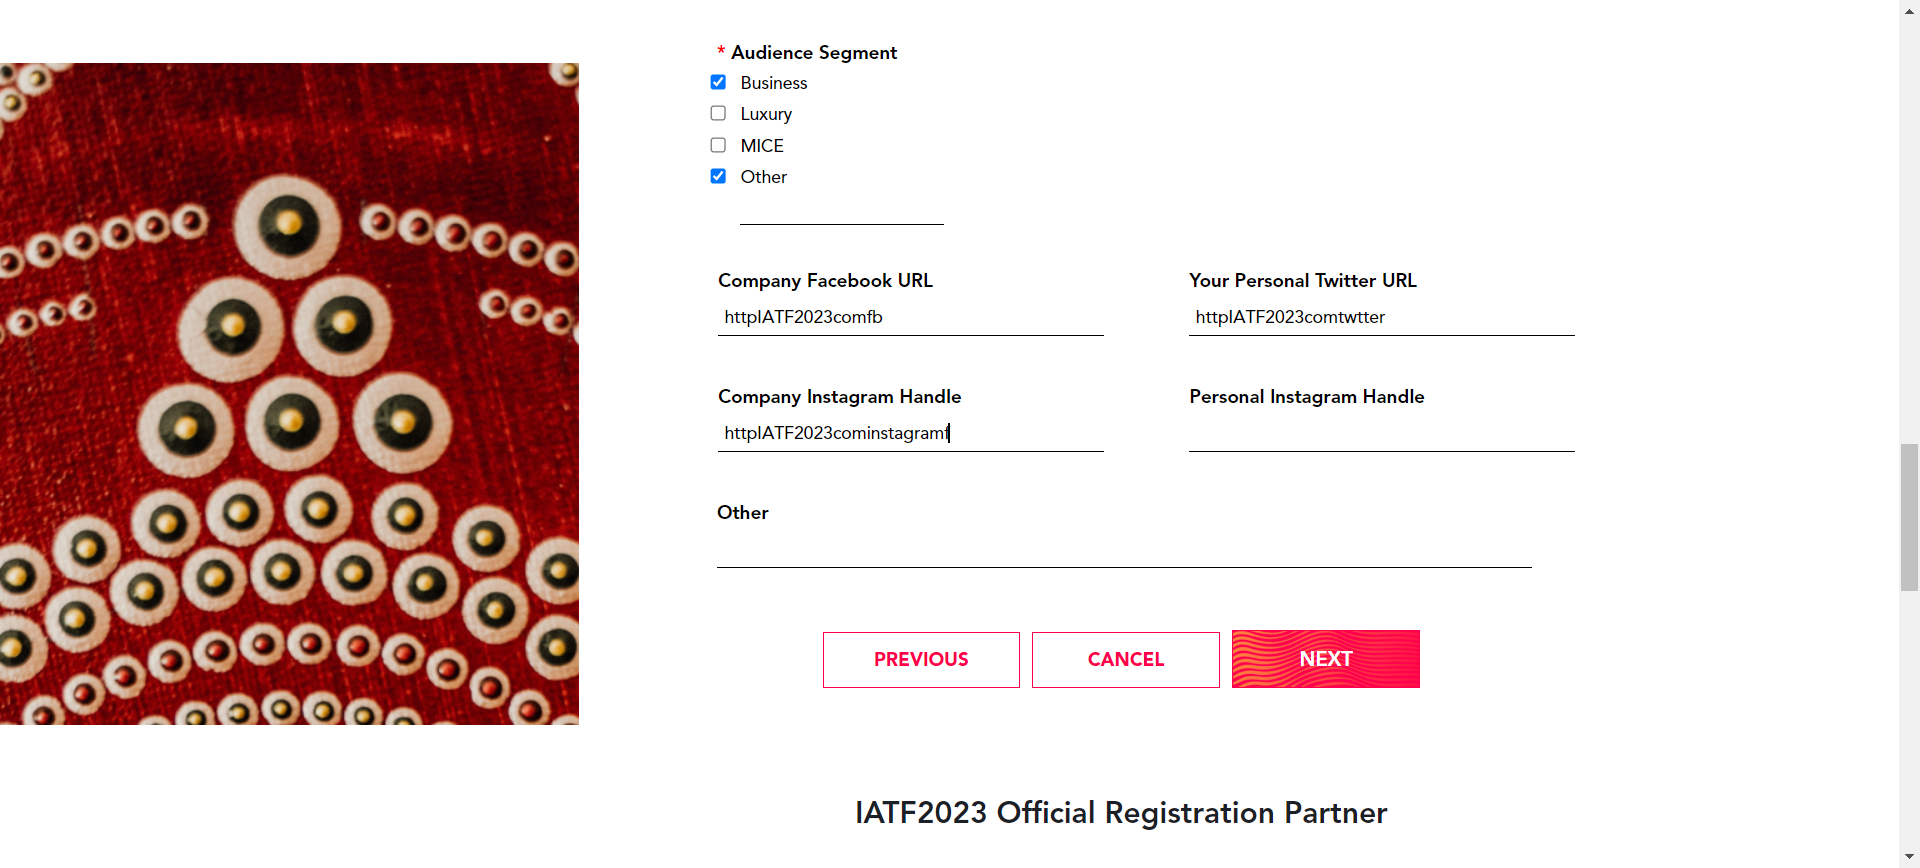 * Audience Segment
Business
Luxury
MICE
Other
Company Facebook URL
Your Personal Twitter URL
httpIATF2023comfb
httpIATF2023comtwtter
Company Instagram Handle
Personal Instagram Handle
httpIATF2023cominstagramf
Other
PREVIOUS
CANCEL
NEXT
IATF2023 Official Registration Partner